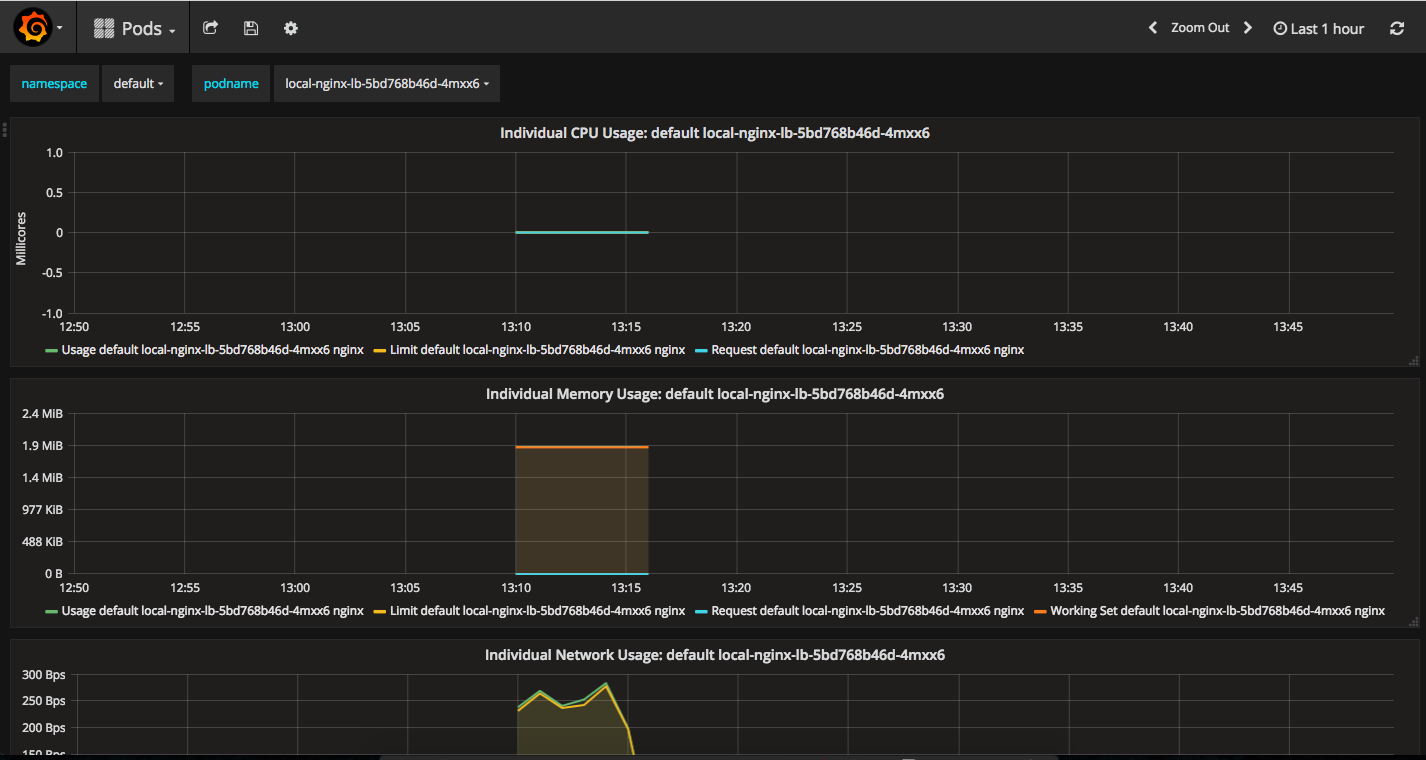 Pods Zoom Out Last 1 hour
namespace default podname local-nginx-lb-5bd768b46d-4mxx6
Individual CPU Usage: default local-nginx-lb-5bd768b46d-4mxx6
1.0
0.5
0
-0.5
-1.0
Millicores
12:50 12:55 13:00 13:05 13:10 13:15 13:20 13:25 13:30 13:35 13:40 13:45
Usage default local-nginx-lb-5bd768b46d-4mxx6 nginx Limit default local-nginx-lb-5bd768b46d-4mxx6 nginx Request default local-nginx-lb-5bd768b46d-4mxx6 nginx
Individual Memory Usage: default local-nginx-lb-5bd768b46d-4mxx6
2.4 MiB
1.9 MiB
1.4 MiB
977 KiB
488 KiB
0 B
12:50 12:55 13:00 13:05 13:10 13:15 13:20 13:25 13:30 13:35 13:40 13:45
Usage default local-nginx-lb-5bd768b46d-4mxx6 nginx Limit default local-nginx-lb-5bd768b46d-4mxx6 nginx Request default local-nginx-lb-5bd768b46d-4mxx6 nginx Working Set default local-nginx-lb-5bd768b46d-4mxx6 nginx
Individual Network Usage: default local-nginx-lb-5bd768b46d-4mxx6
300 Bps
250 Bps
200 Bps
150 Bps